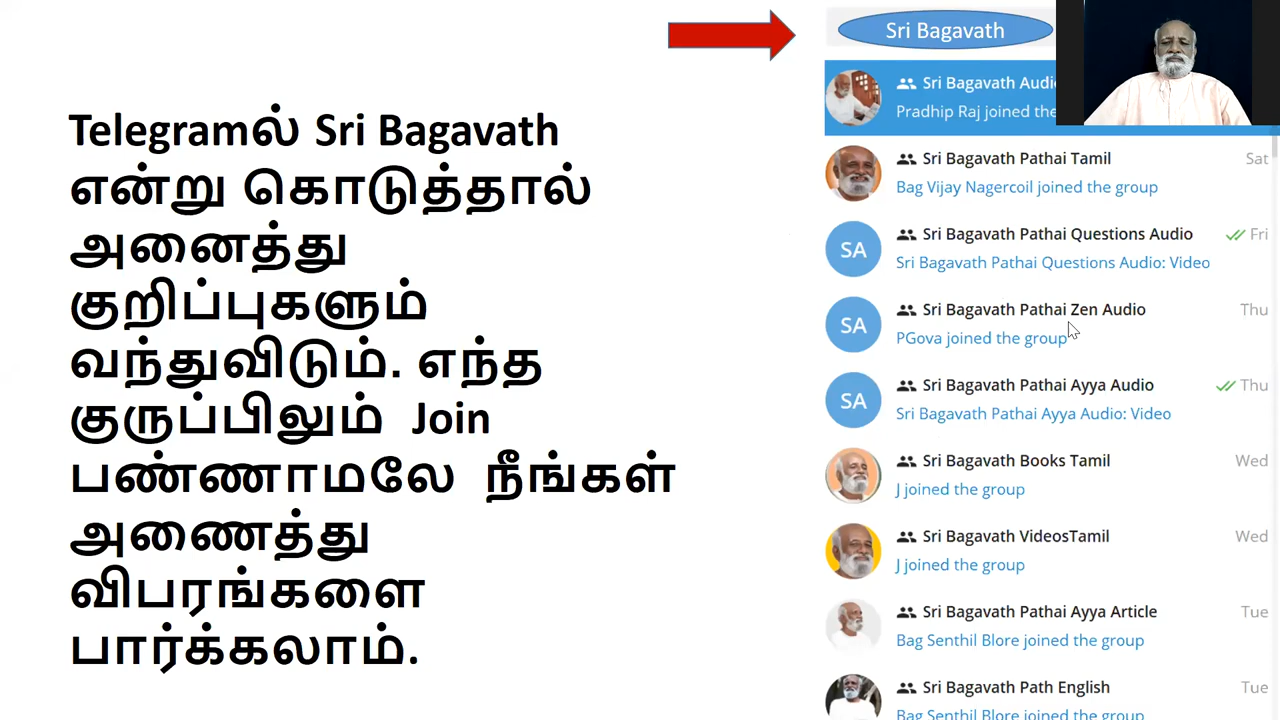 Telegramல் Sri Bagavath
என்று கொடுத்தால்
அனைத்து
குறிப்புகளும்
வந்துவிடும். எந்த
குருப்பிலும் Join
பண்ணாமலே நீங்கள்
அணைத்து
விபரங்களை
பார்க்கலாம்.
Sri Bagavath
Sri Bagavath
Pradhip Raj joined the
Sri Bagavath Pathai Tamil Sat
Bag Vijay Nagercoil joined the group
SA Sri Bagavath Pathai Questions Audio Fri
Sri Bagavath Pathai Questions Audio: Video
SA Sri Bagavath Pathai Zen Audio Thu
PGova joined the group
SA Sri Bagavath Pathai Ayya Audio Thu
Sri Bagavath Pathai Ayya Audio: Video
Sri Bagavath Books Tamil Wed
J joined the group
Sri Bagavath VideosTamil Wed
J joined the group
Sri Bagavath Pathai Ayya Article Tue
Bag Senthil Blore joined the group
Sri Bagavath Path English Tue
Bag Senthil Blore joined the group